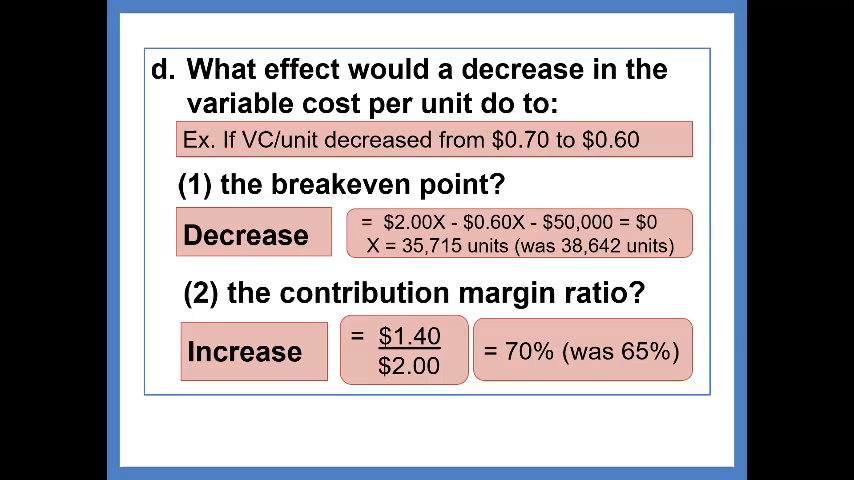 d. What effect would a decrease in the
variable cost per unit do to:
Ex. If VC/unit decreased from $0.70 to $0.60
(1) the breakeven point?
Decrease
= $2.00X - $0.60X - $50,000 = $0
X = 35,715 units (was 38,642 units)
(2) the contribution margin ratio?
Increase
= $1.40
$2.00
= 70% (was 65%)